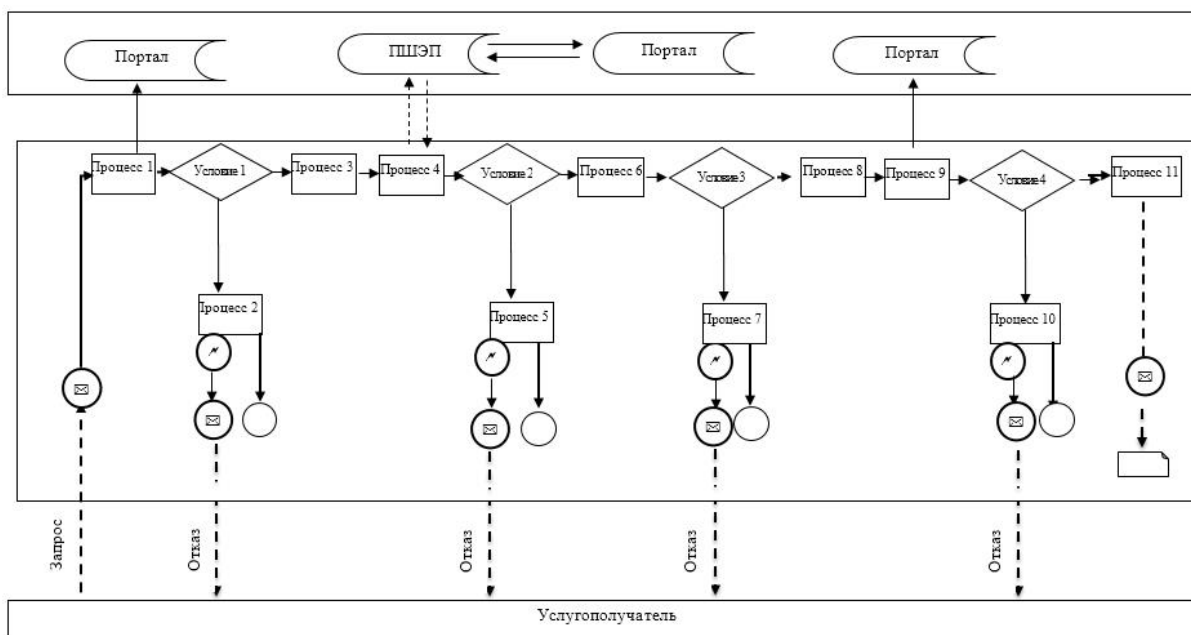 Портал
ПШЭП
Портал
Портал
Процесс 1
Условие 1
Процесс 3
Процесс 4
Условие 2
Процесс 6
Условие 3
Процесс 8
Процесс 9
Условие 4
Процесс 11
Процесс 2
Процесс 5
Процесс 7
Процесс 10
Запрос
Отказ
Отказ
Отказ
Отказ
Услугополучатель